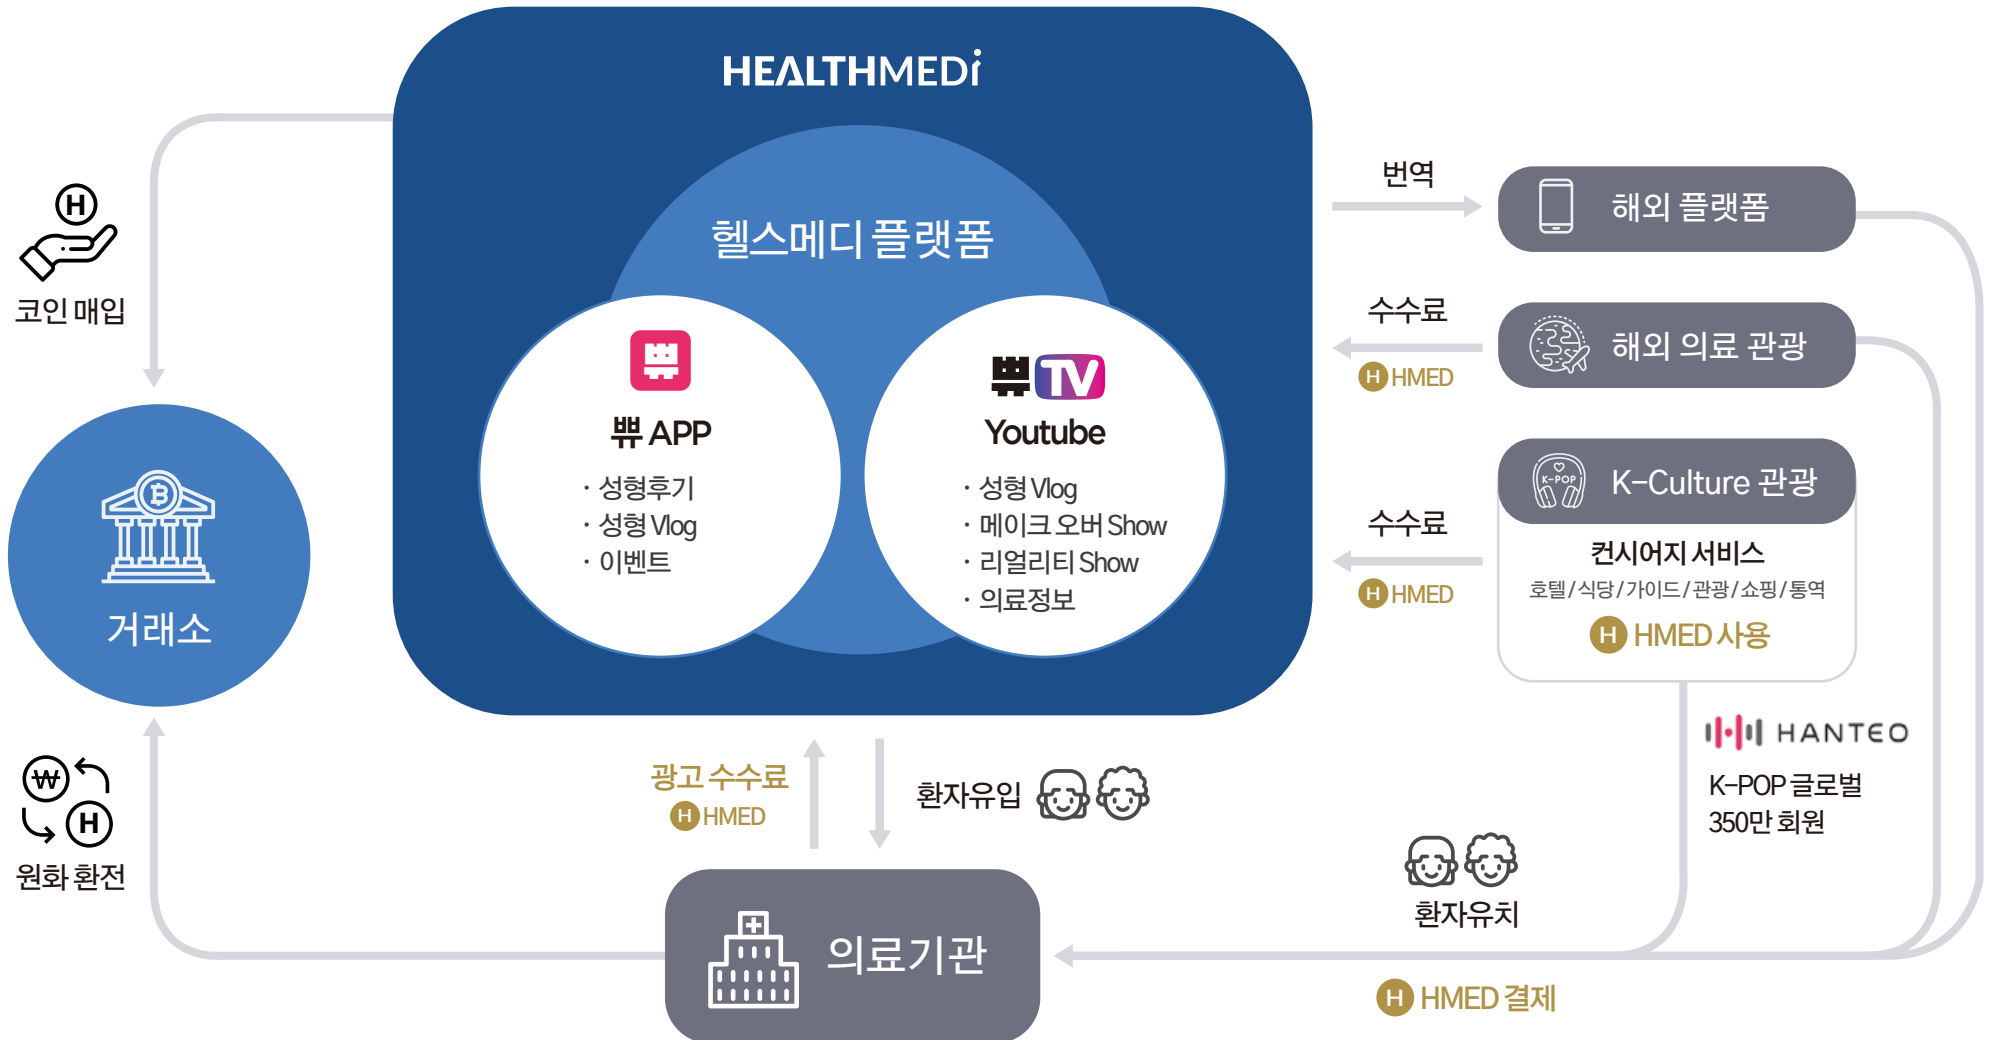 HEALTHMEDi
헬스메디 플랫폼
쀼
쀼 APP
· 성형후기
· 성형 Vlog
· 이벤트
쀼 TV
Youtube
· 성형 Vlog
· 메이크 오버 Show
· 리얼리티 Show
· 의료정보
H
코인 매입
B
거래소
₩
H
원화 환전
번역
해외 플랫폼
수수료
H HMED
해외 의료 관광
수수료
H HMED
K-POP
K-Culture 관광
컨시어지 서비스
호텔/식당/가이드/관광/쇼핑/통역
H HMED 사용
HANTEO
K-POP 글로벌
350만 회원
광고 수수료
H HMED
환자유입
환자유치
의료기관
H HMED 결제